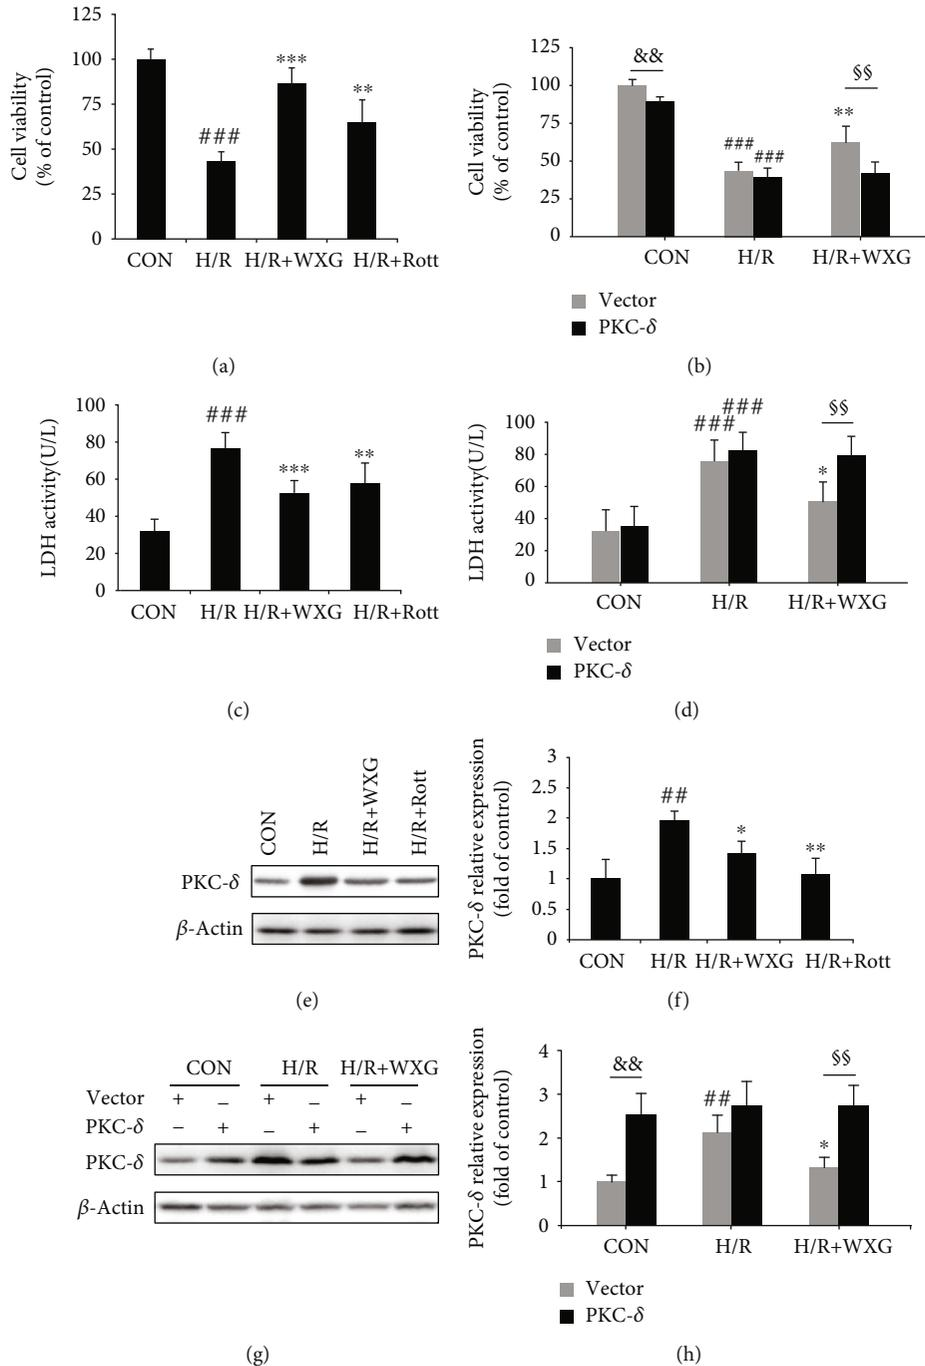 125
100
75
50
25
0
Cell viability
(% of control)
###
***
**
CON H/R H/R+WXG H/R+Rott
(a)
125
100
75
50
25
0
Cell viability
(% of control)
&&
###
###
**
§§
CON H/R H/R+WXG
Vector
PKC-δ
(b)
100
80
60
40
20
0
LDH activity(U/L)
###
***
**
CON H/R H/R+WXG H/R+Rott
(c)
100
80
60
40
20
0
LDH activity(U/L)
###
###
*
§§
CON H/R H/R+WXG
Vector
PKC-δ
(d)
CON H/R H/R+WXG H/R+Rott
PKC-δ
β-Actin
(e)
3
2.5
2
1.5
1
0.5
0
PKC-δ relative expression
(fold of control)
##
*
**
CON H/R H/R+WXG H/R+Rott
(f)
CON H/R H/R+WXG
Vector + – + – + –
PKC-δ – + – + – +
PKC-δ
β-Actin
(g)
4
3
2
1
0
PKC-δ relative expression
(fold of control)
&&
##
*
§§
CON H/R H/R+WXG
Vector
PKC-δ
(h)